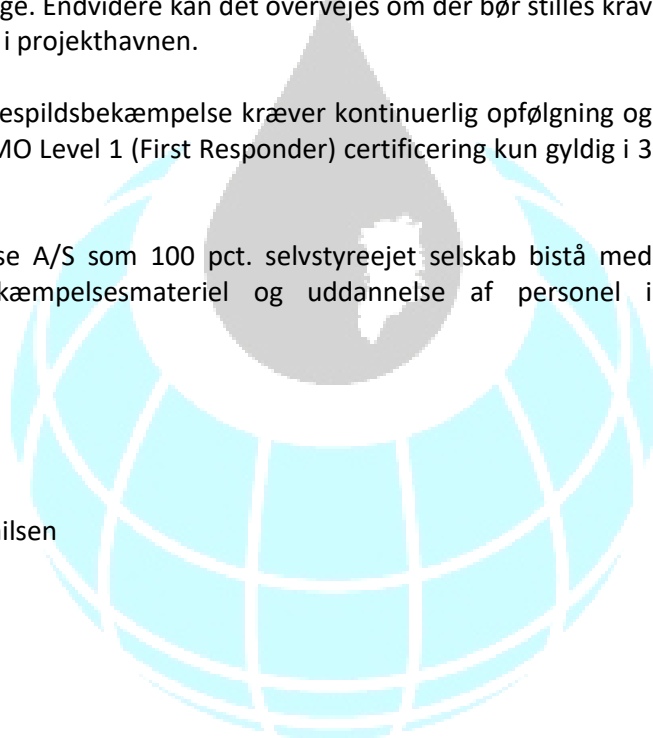 ge. Endvidere kan det overvejes om der bør stilles krav
i projekthavnen.
espildsbekæmpelse kræver kontinuerlig opfølgning og
MO Level 1 (First Responder) certificering kun gyldig i 3
se A/S som 100 pct. selvstyreejet selskab bistå med
kæmpelsesmateriel og uddannelse af personel i
ilsen